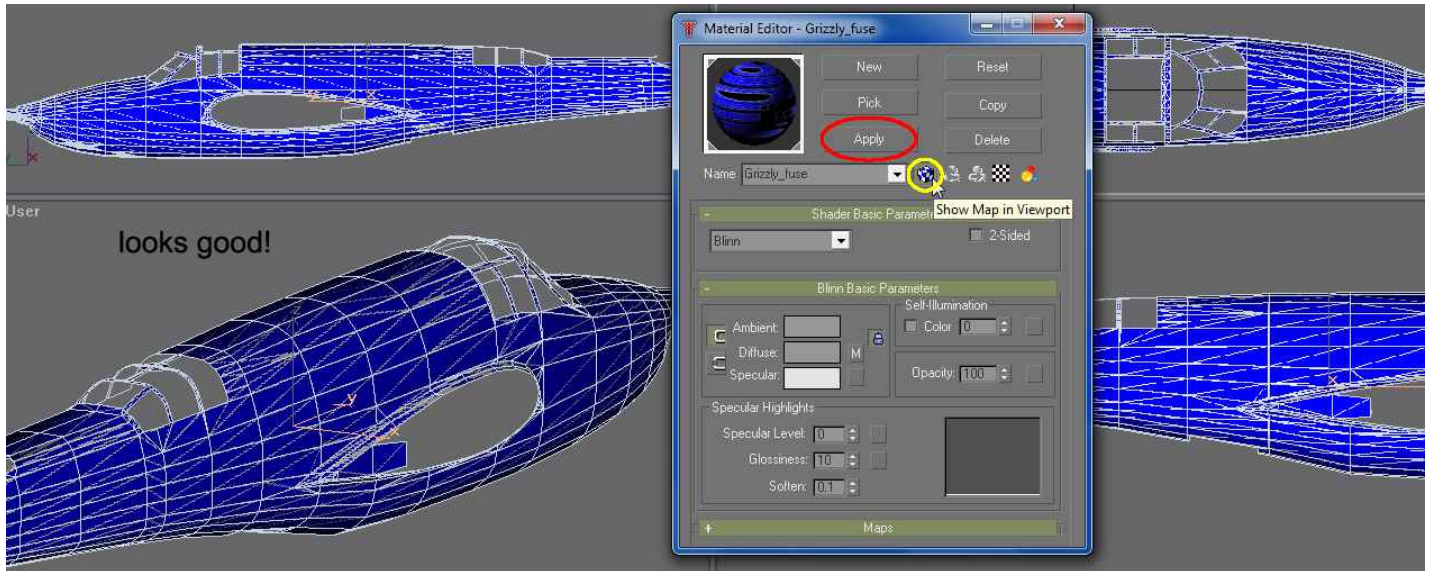 Material Editor - Grizzly_fuse
New
Reset
Pick
Copy
Apply
Delete
Name Grizzly_fuse
Show Map in Viewport
- Shader Basic Paramet
Blinn
2-Sided
- Blinn Basic Parameters
Self-Illumination
Ambient:
Color 0
Diffuse: M
Specular:
Opacity: 100
Specular Highlights
Specular Level: 0
Glossiness: 10
Soften: 0.1
+ Maps
User
looks good!
x
y
x
x